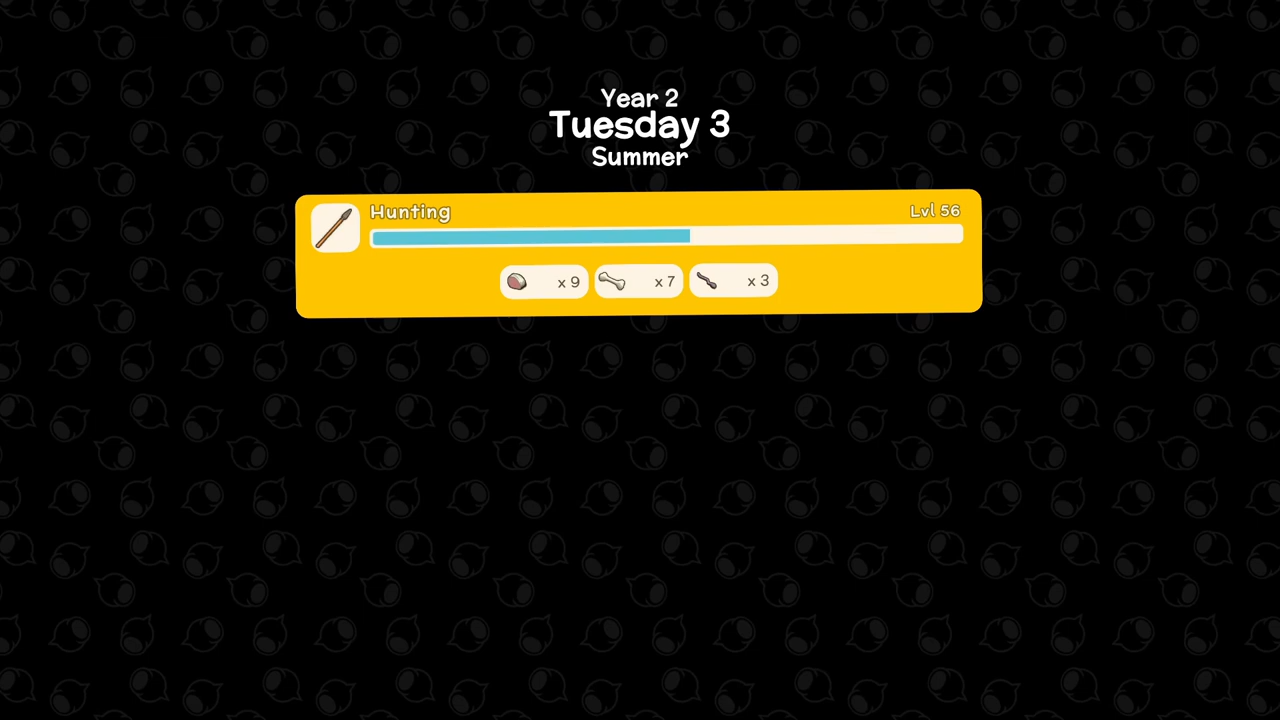 Year 2
Tuesday 3
Summer
Hunting
Lvl 56
x 9
x 7
x 3